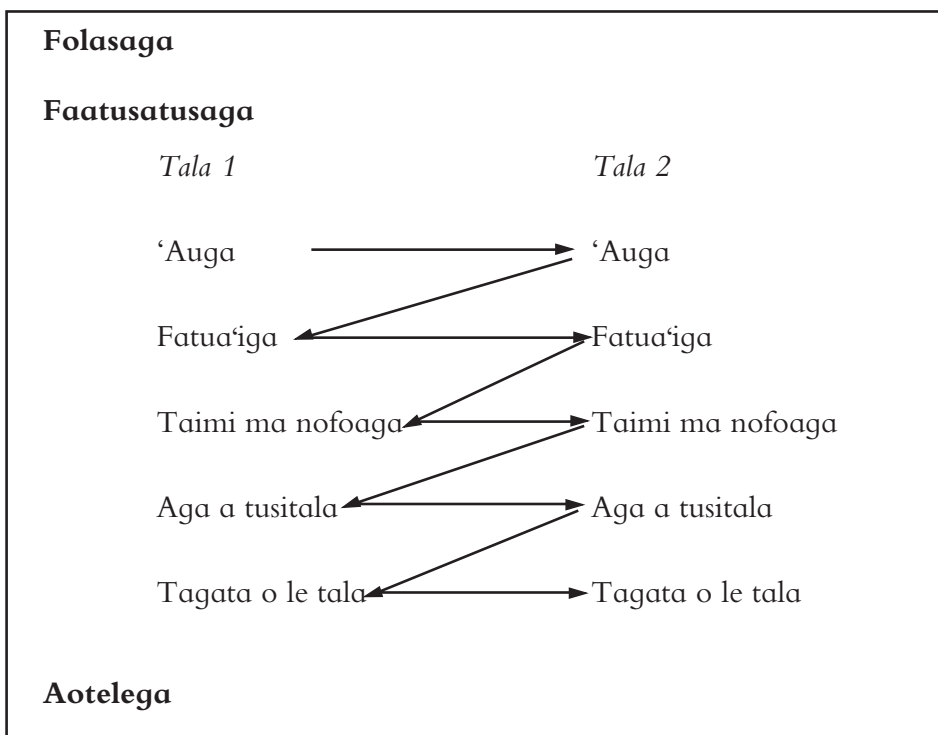 Folasaga
Faatusatusaga
Tala 1 Tala 2
‘Auga ‘Auga
Fatua‘iga Fatua‘iga
Taimi ma nofoaga Taimi ma nofoaga
Aga a tusitala Aga a tusitala
Tagata o le tala Tagata o le tala
Aotelega